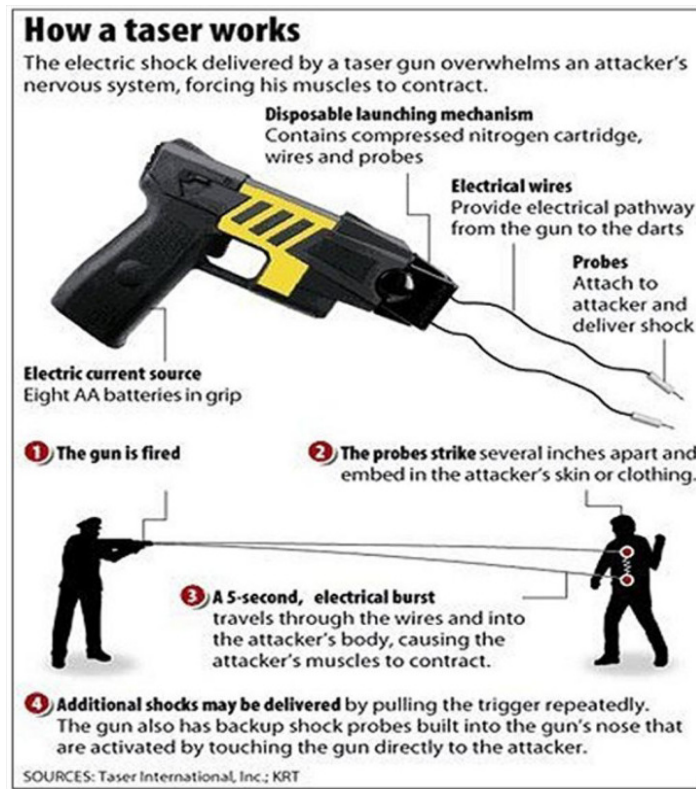 How a taser works
The electric shock delivered by a taser gun overwhelms an attacker's
nervous system, forcing his muscles to contract.
Disposable launching mechanism
Contains compressed nitrogen cartridge,
wires and probes
Electrical wires
Provide electrical pathway
from the gun to the darts
Probes
Attach to
attacker and
deliver shock
Electric current source
Eight AA batteries in grip
1 The gun is fired
2 The probes strike several inches apart and
embed in the attacker's skin or clothing.
3 A 5-second, electrical burst
travels through the wires and into
the attacker's body, causing the
attacker's muscles to contract.
4 Additional shocks may be delivered by pulling the trigger repeatedly.
The gun also has backup shock probes built into the gun's nose that
are activated by touching the gun directly to the attacker.
SOURCES: Taser International, Inc.; KRT